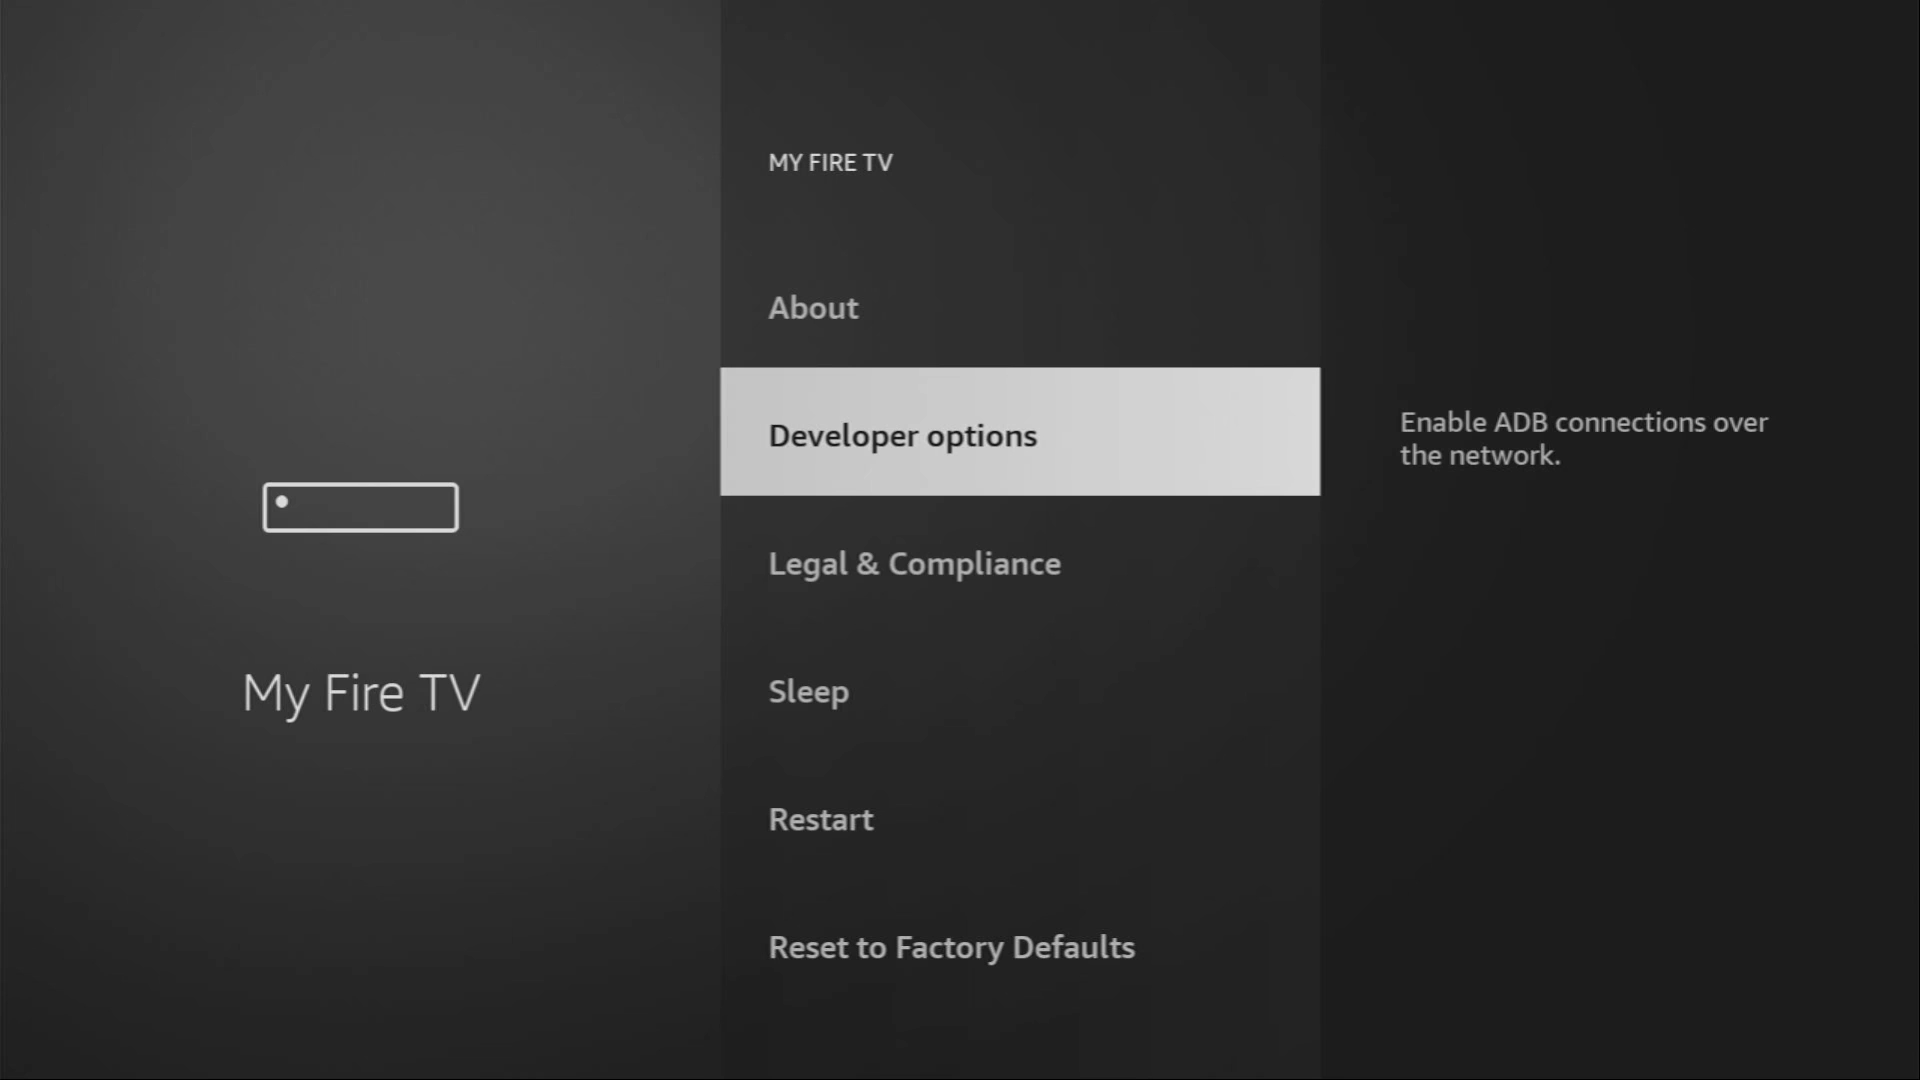 My Fire TV
MY FIRE TV
About
Developer options
Enable ADB connections over
the network.
Legal & Compliance
Sleep
Restart
Reset to Factory Defaults